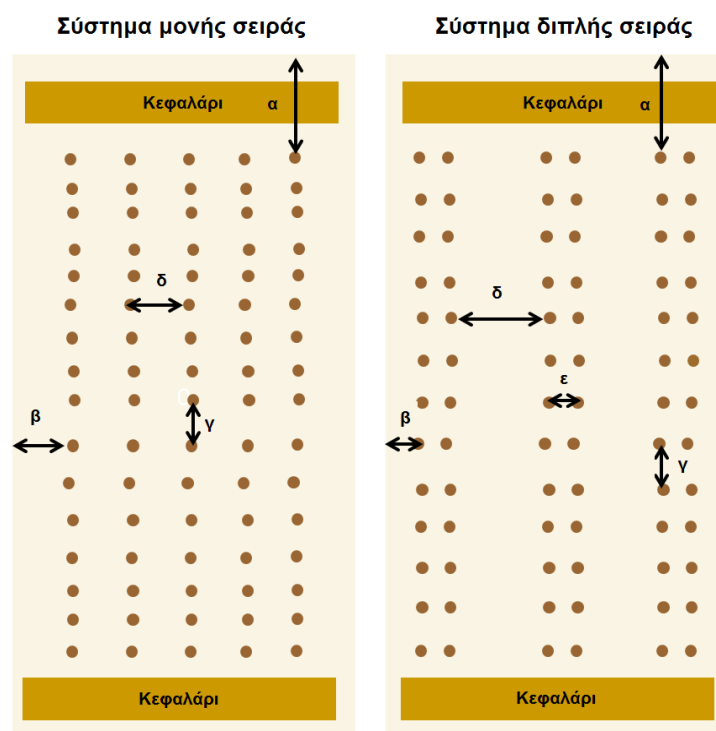 Σύστημα μονής σειράς
Κεφαλάρι α
δ
γ
β
Κεφαλάρι
Σύστημα διπλής σειράς
Κεφαλάρι α
δ
ε
β
γ
Κεφαλάρι